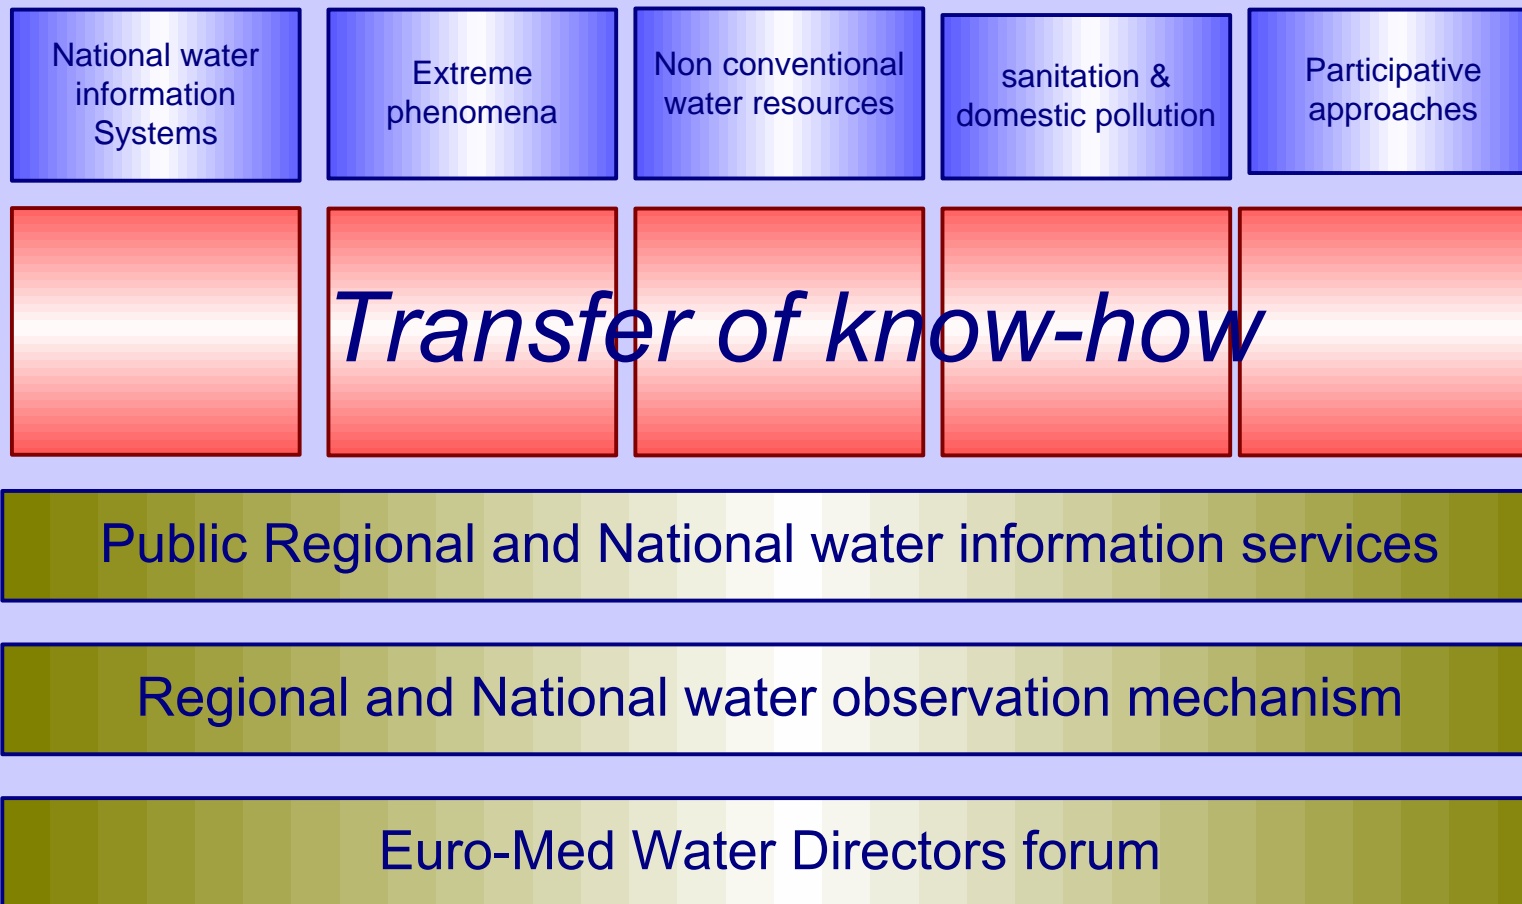 National water
information
Systems
Extreme
phenomena
Non conventional
water resources
sanitation &
domestic pollution
Participative
approaches
Transfer of know-how
Public Regional and National water information services
Regional and National water observation mechanism
Euro-Med Water Directors forum